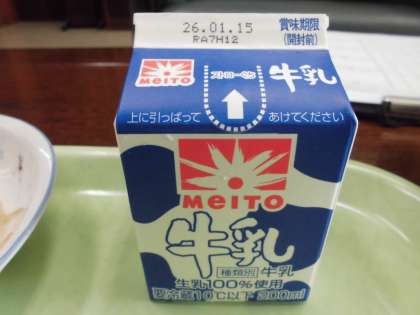 26.01.15
RA7H12
賞味期限
(開封前)
MeiTO
ストローぐち
牛乳
上に引っぱって
あけてください
MeiTO
牛乳
種類別 牛乳
生乳100%使用
要冷蔵10℃以下 200ml